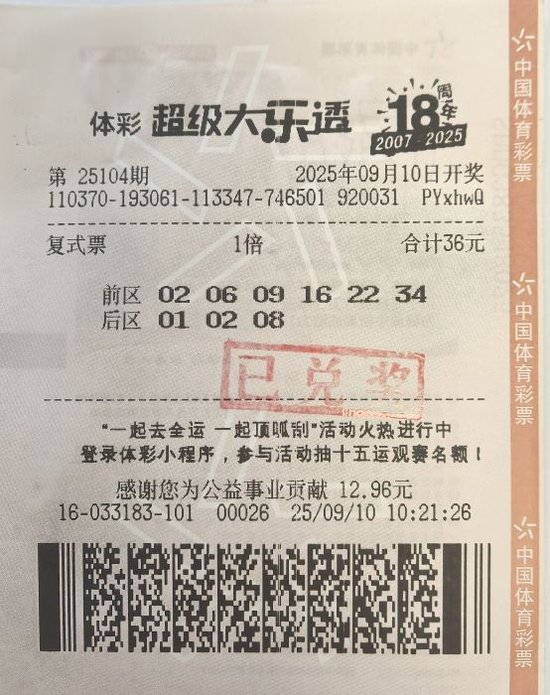 体彩 超级大乐透 18周年
2007-2025
第 25104期 2025年09月10日开奖
110370-193061-113347-746501 920031 PYxhwQ
复式票 1倍 合计36元
前区 02 06 09 16 22 34
后区 01 02 08
已兑奖
“一起去全运 一起顶呱刮”活动火热进行中
登录体彩小程序，参与活动抽十五运观赛名额！
感谢您为公益事业贡献 12.96元
16-033183-101 00026 25/09/10 10:21:26
中国体育彩票
中国体育彩票
中国体育彩票